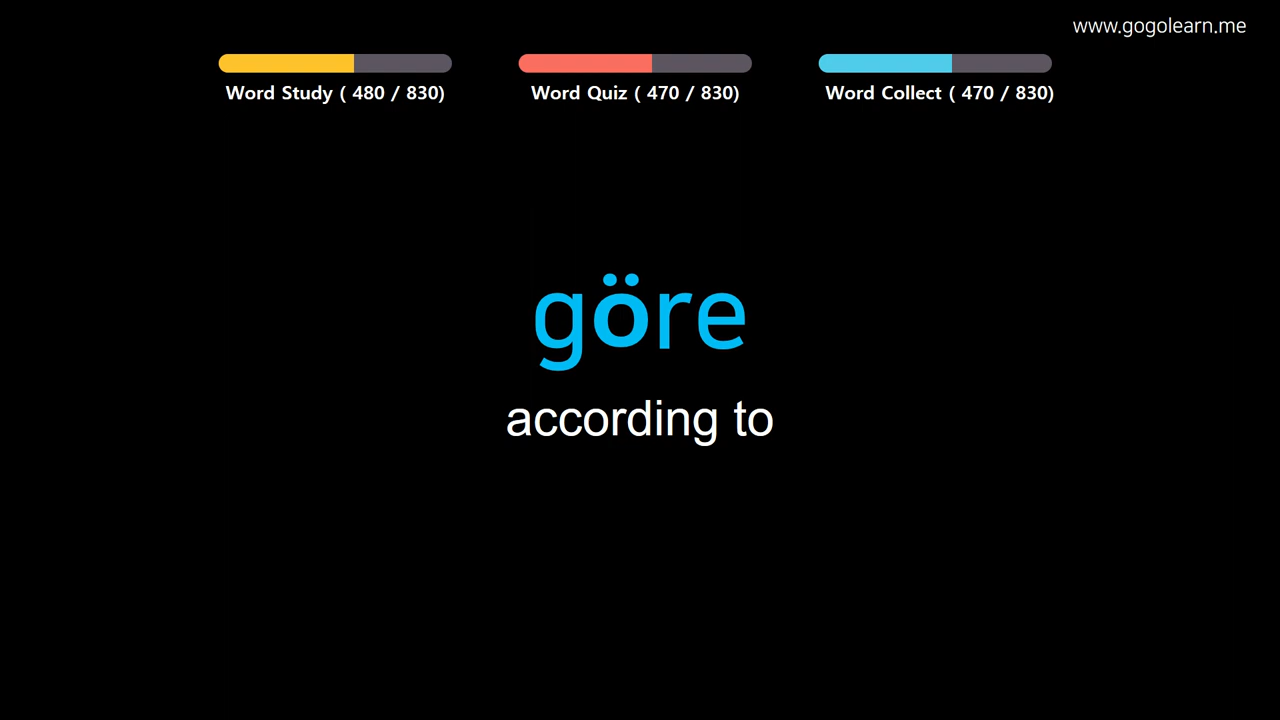 www.gogolearn.me
Word Study ( 480 / 830)
Word Quiz ( 470 / 830)
Word Collect ( 470 / 830)
göre
according to